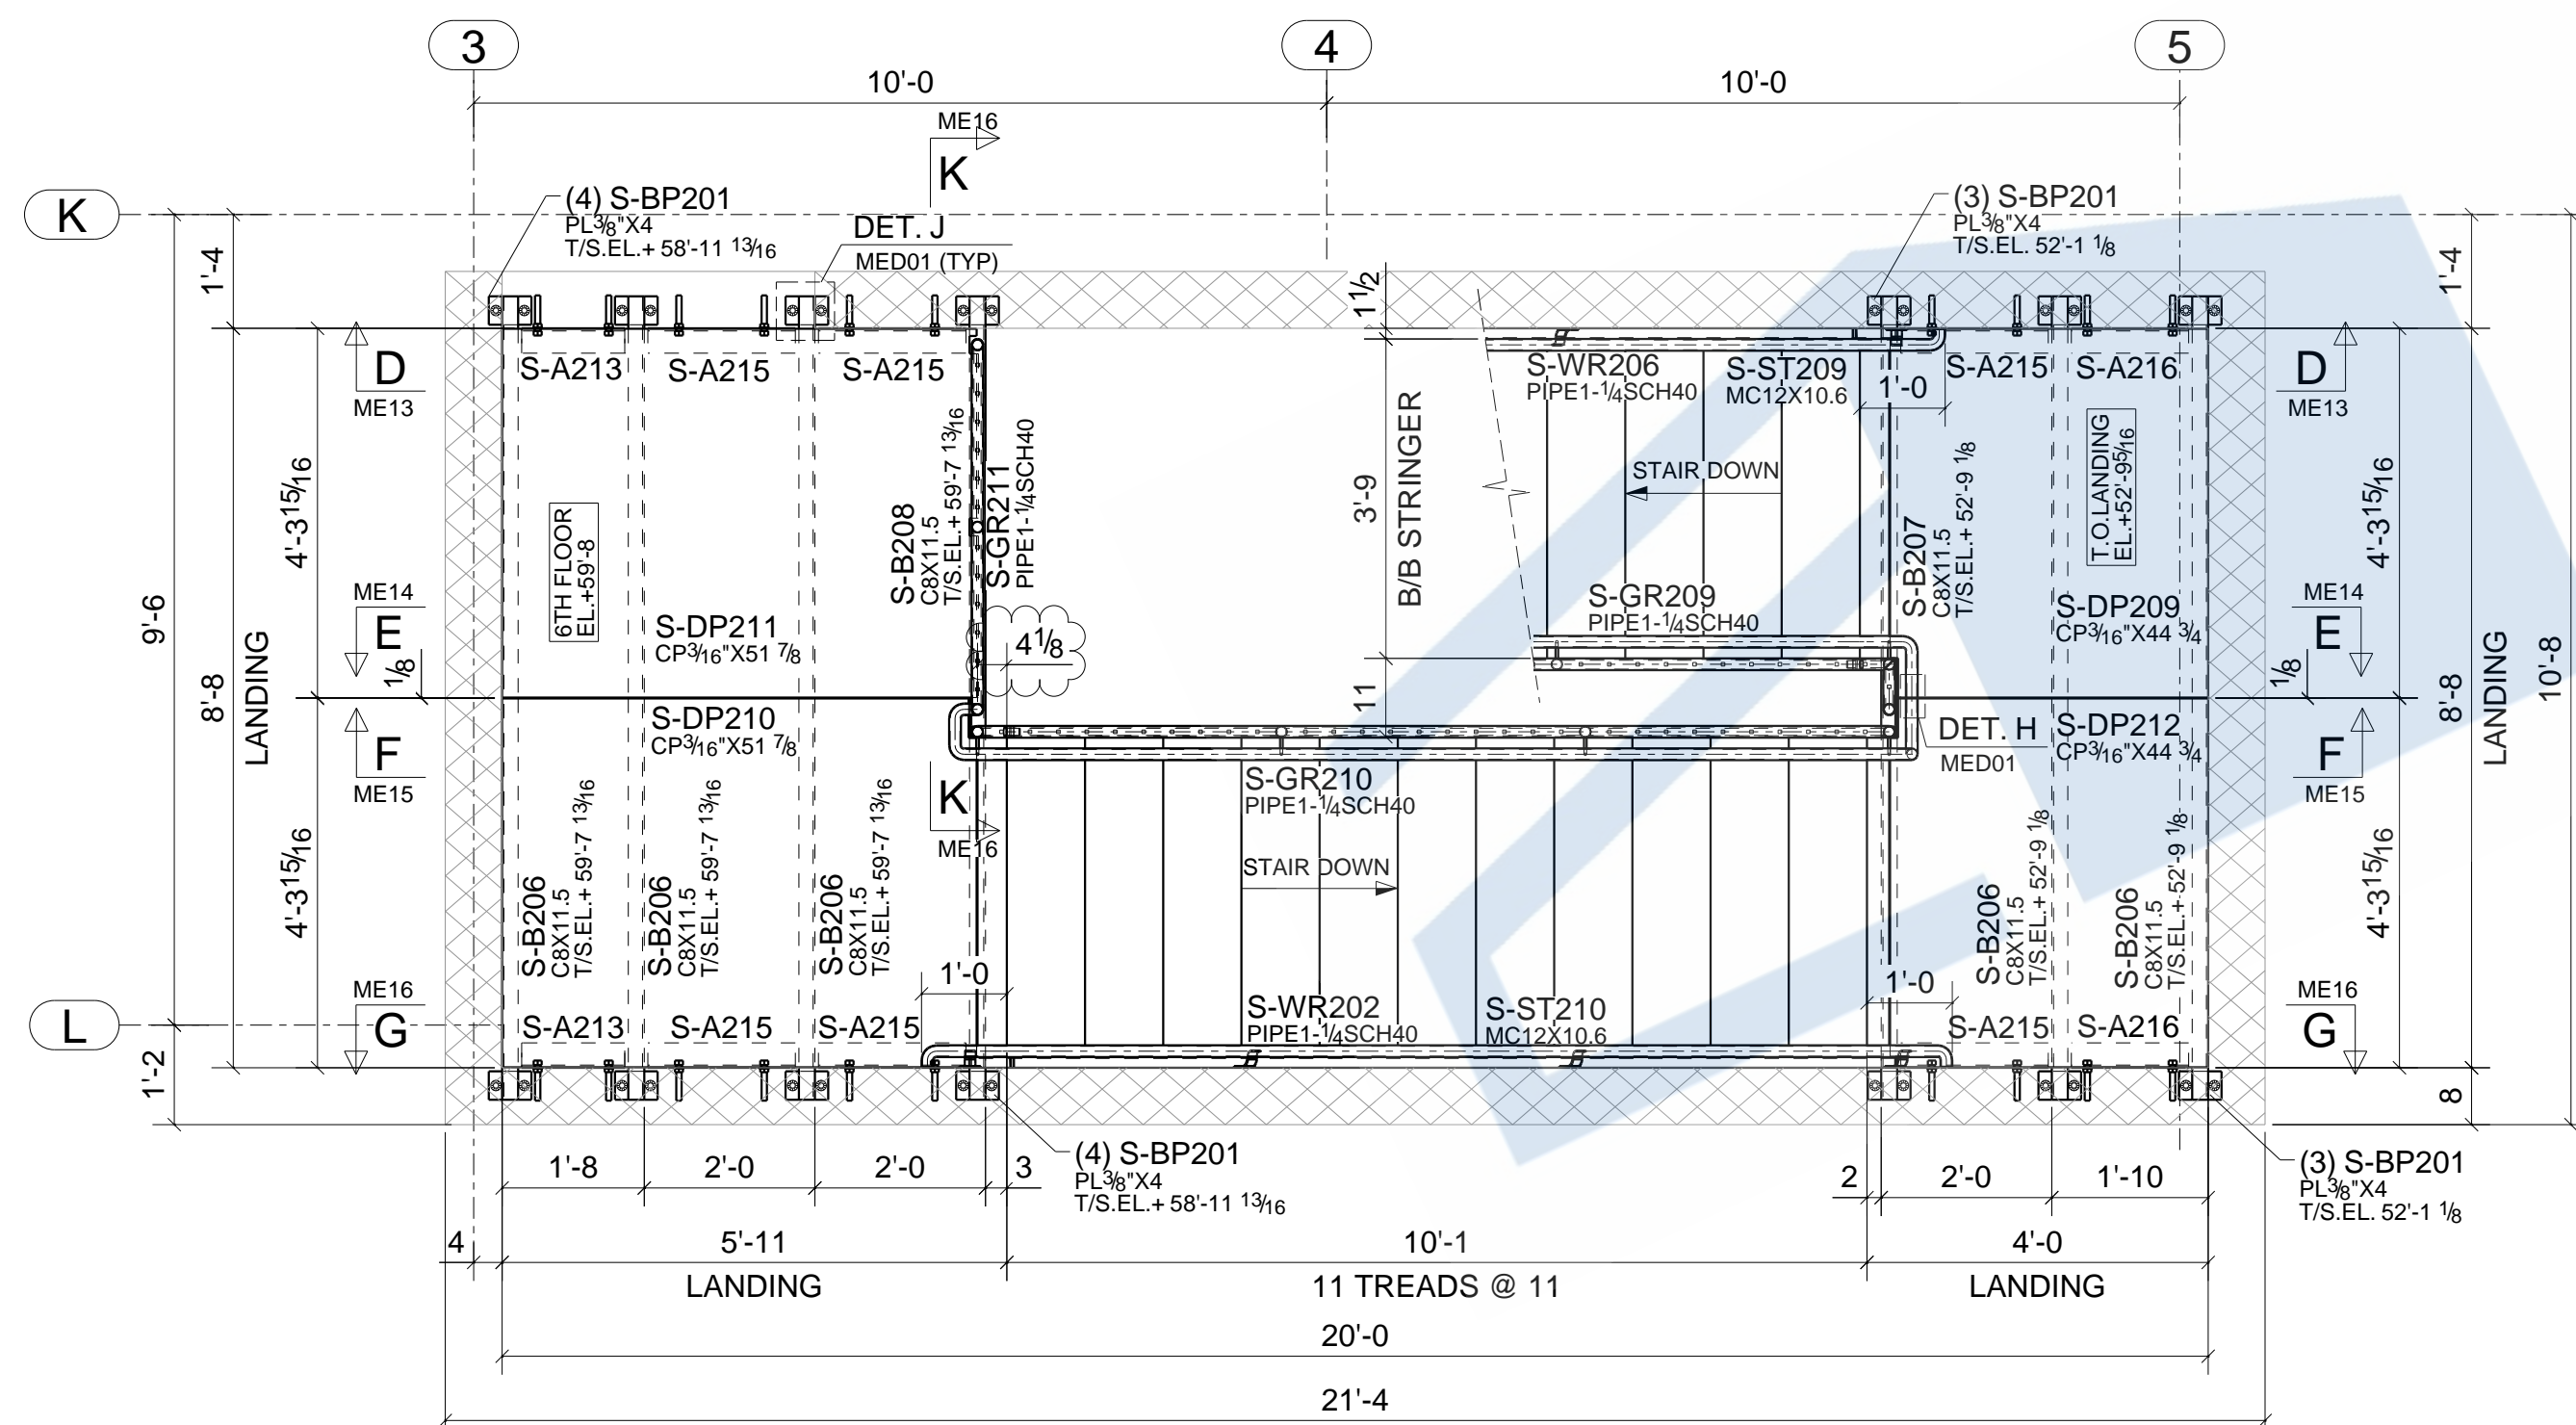 3
4
5
10'-0
10'-0
ME16
K
K
(4) S-BP201
PL3/8"X4
T/S.EL.+ 58'-11 13/16
DET. J
MED01 (TYP)
(3) S-BP201
PL3/8"X4
T/S.EL. 52'-1 1/8
1'-4
1 1/2
1'-4
D
ME13
S-A213
S-A215
S-A215
S-WR206
PIPE1-1/4SCH40
S-ST209
MC12X10.6
1'-0
S-A215
S-A216
D
ME13
4'-3 15/16
6TH FLOOR
EL.+59'-8
S-B208
C8X11.5
T/S.EL.+ 59'-7 13/16
S-GR211
PIPE1-1/4SCH40
3'-9
B/B STRINGER
STAIR DOWN
S-B207
C8X11.5
T/S.EL.+ 52'-9 1/8
T.O.LANDING
EL.+52'-9 5/16
4'-3 15/16
9'-6
8'-8
LANDING
ME14
E
1/8
S-DP211
CP3/16"X51 7/8
4 1/8
S-GR209
PIPE1-1/4SCH40
S-DP209
CP3/16"X44 3/4
ME14
E
1/8
8'-8
LANDING
10'-8
11
F
ME15
S-DP210
CP3/16"X51 7/8
S-GR210
PIPE1-1/4SCH40
DET. H
MED01
S-DP212
CP3/16"X44 3/4
F
ME15
4'-3 15/16
S-B206
C8X11.5
T/S.EL.+ 59'-7 13/16
S-B206
C8X11.5
T/S.EL.+ 59'-7 13/16
S-B206
C8X11.5
T/S.EL.+ 59'-7 13/16
K
ME16
STAIR DOWN
S-B206
C8X11.5
T/S.EL.+ 52'-9 1/8
S-B206
C8X11.5
T/S.EL.+ 52'-9 1/8
4'-3 15/16
1'-0
1'-0
L
ME16
G
S-A213
S-A215
S-A215
S-WR202
PIPE1-1/4SCH40
S-ST210
MC12X10.6
S-A215
S-A216
ME16
G
1'-2
8
1'-8
2'-0
2'-0
3
(4) S-BP201
PL3/8"X4
T/S.EL.+ 58'-11 13/16
2
2'-0
1'-10
(3) S-BP201
PL3/8"X4
T/S.EL. 52'-1 1/8
4
5'-11
10'-1
4'-0
LANDING
11 TREADS @ 11
LANDING
20'-0
21'-4